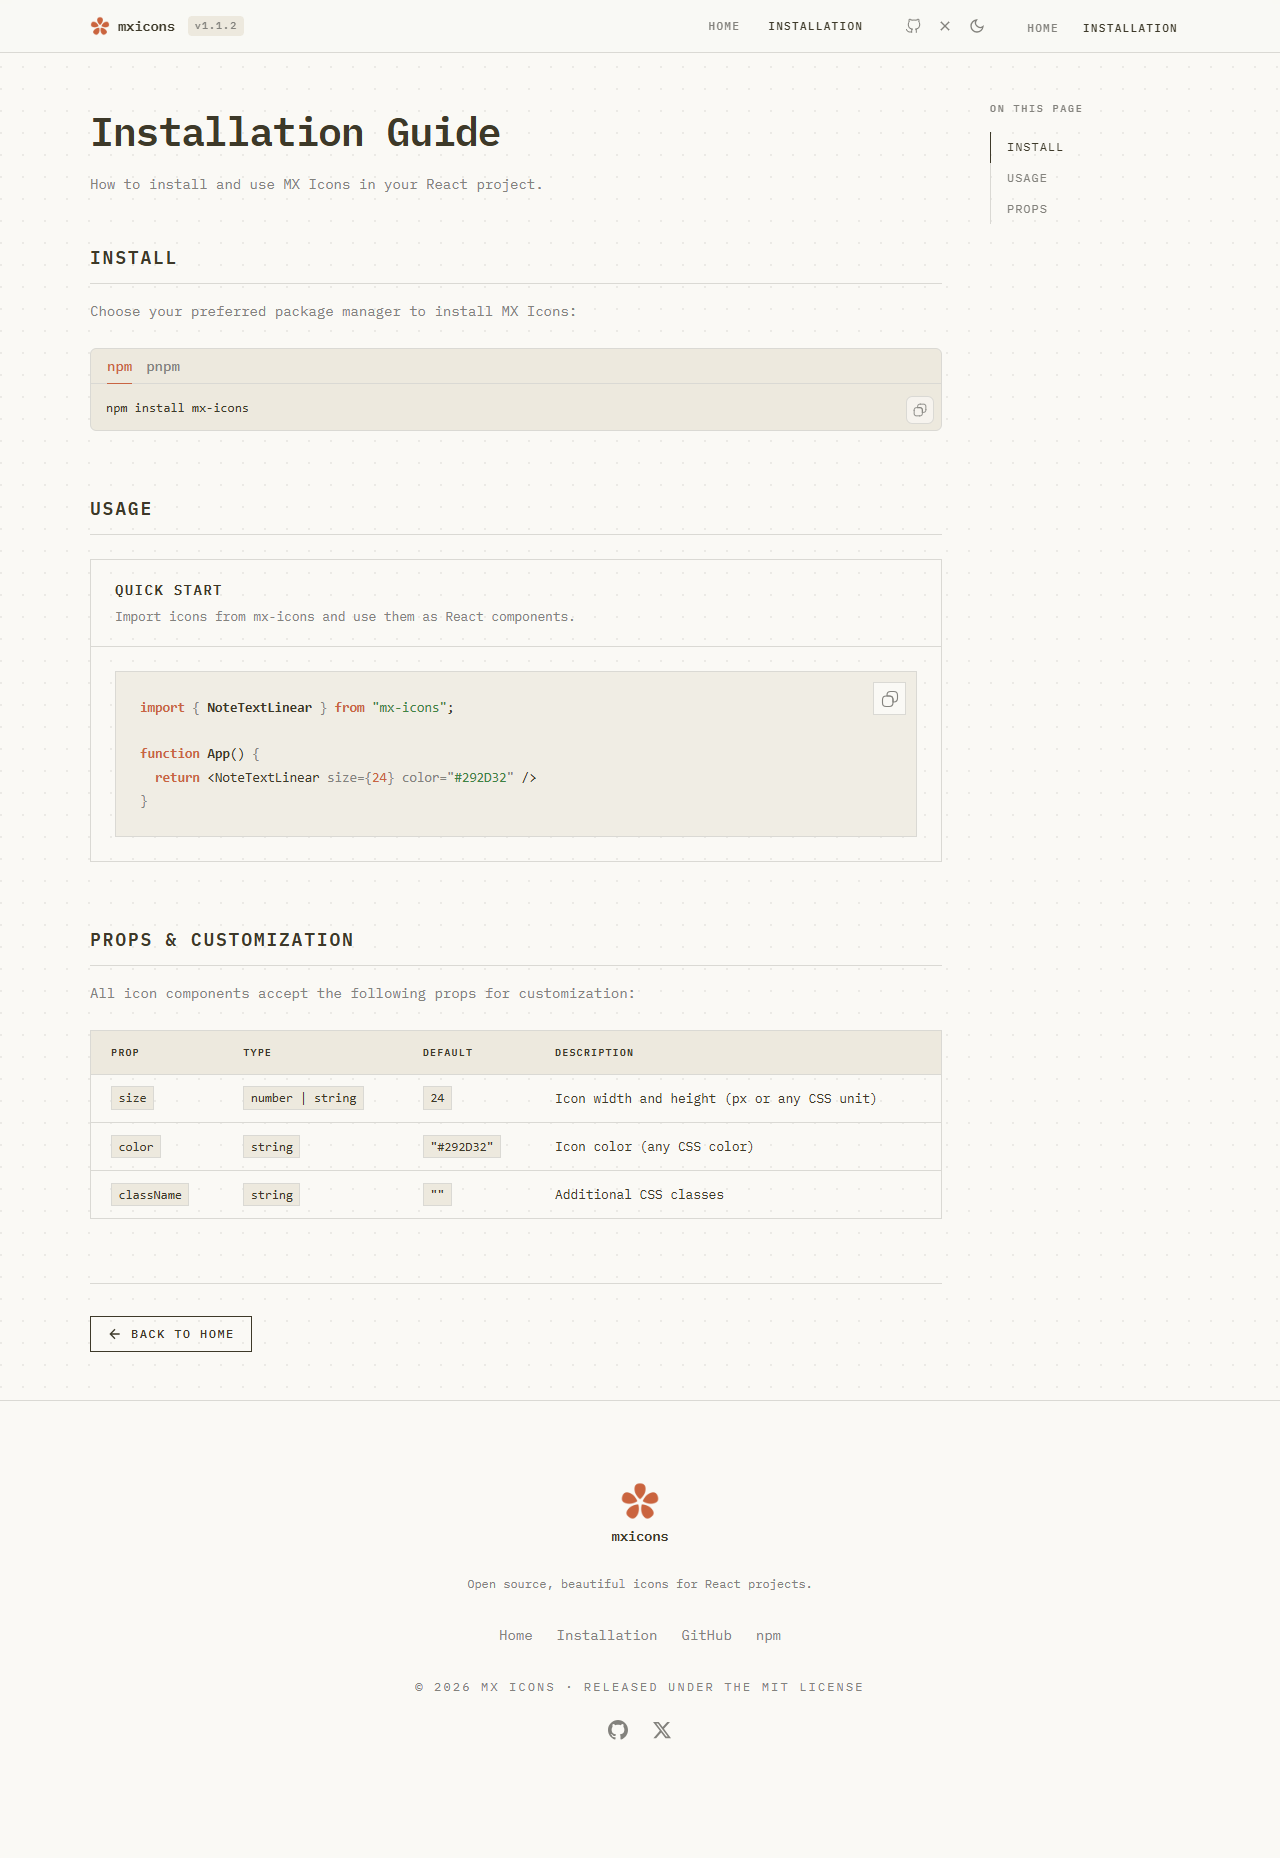 mxicons v1.1.2 HOME INSTALLATION HOME INSTALLATION
Installation Guide
How to install and use MX Icons in your React project.
ON THIS PAGE
INSTALL
USAGE
PROPS
INSTALL
Choose your preferred package manager to install MX Icons:
npm pnpm
npm install mx-icons
USAGE
QUICK START
Import icons from mx-icons and use them as React components.
import { NoteTextLinear } from "mx-icons";
function App() {
  return <NoteTextLinear size={24} color="#292D32" />
}
PROPS & CUSTOMIZATION
All icon components accept the following props for customization:
PROP TYPE DEFAULT DESCRIPTION
size number | string 24 Icon width and height (px or any CSS unit)
color string "#292D32" Icon color (any CSS color)
className string "" Additional CSS classes
← BACK TO HOME
mxicons
Open source, beautiful icons for React projects.
Home Installation GitHub npm
© 2026 MX ICONS · RELEASED UNDER THE MIT LICENSE